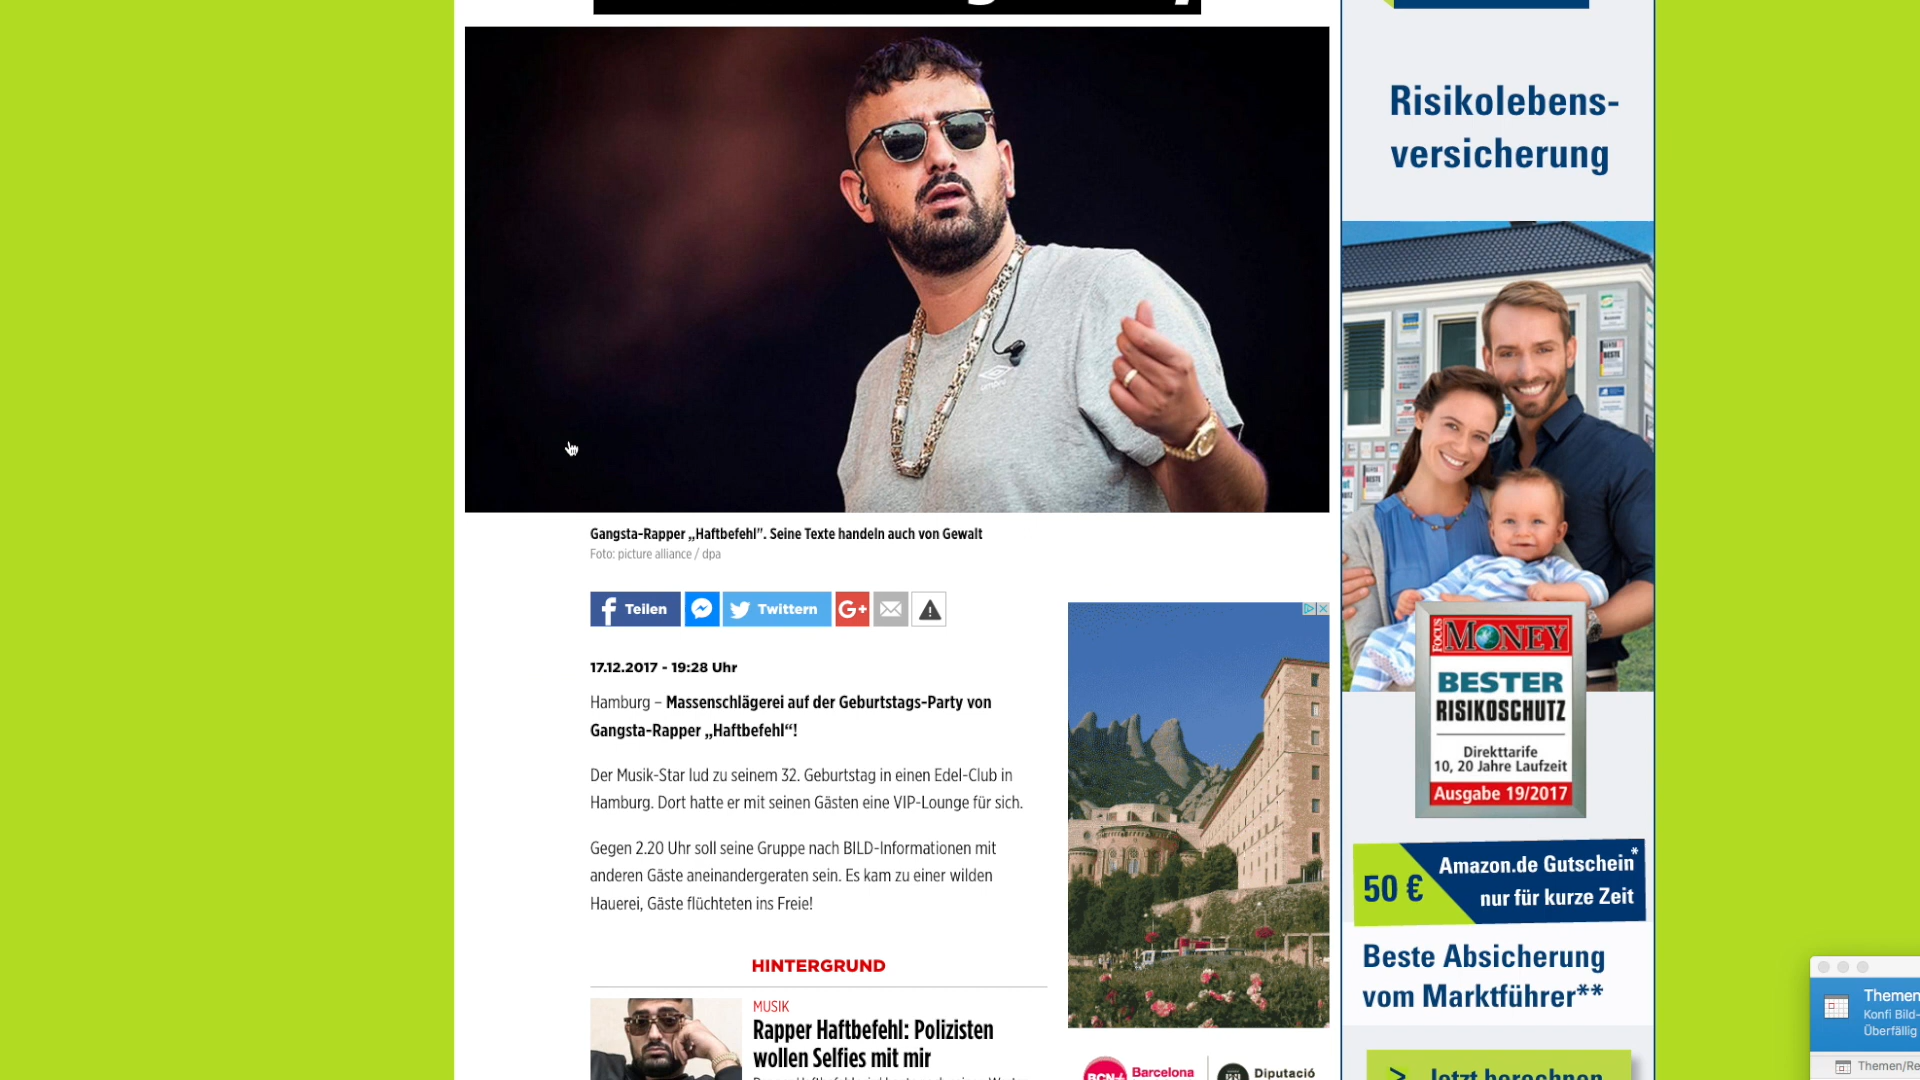 Gangsta-Rapper „Haftbefehl". Seine Texte handeln auch von Gewalt
Foto: picture alliance / dpa
Teilen
Twittern
G+
17.12.2017 - 19:28 Uhr
Hamburg – Massenschlägerei auf der Geburtstags-Party von
Gangsta-Rapper „Haftbefehl“!
Der Musik-Star lud zu seinem 32. Geburtstag in einen Edel-Club in
Hamburg. Dort hatte er mit seinen Gästen eine VIP-Lounge für sich.
Gegen 2.20 Uhr soll seine Gruppe nach BILD-Informationen mit
anderen Gäste aneinandergeraten sein. Es kam zu einer wilden
Hauerei, Gäste flüchteten ins Freie!
HINTERGRUND
MUSIK
Rapper Haftbefehl: Polizisten
wollen Selfies mit mir
umbro
BCN+
Barcelona
Diputació
Risikolebens-
versicherung
FOCUS
MONEY
BESTER
RISIKOSCHUTZ
Direkttarife
10, 20 Jahre Laufzeit
Ausgabe 19/2017
50 €
Amazon.de Gutschein*
nur für kurze Zeit
Beste Absicherung
vom Marktführer**
> Jetzt berechnen
Themen
Konfi Bild-
Überfällig
Themen/Re